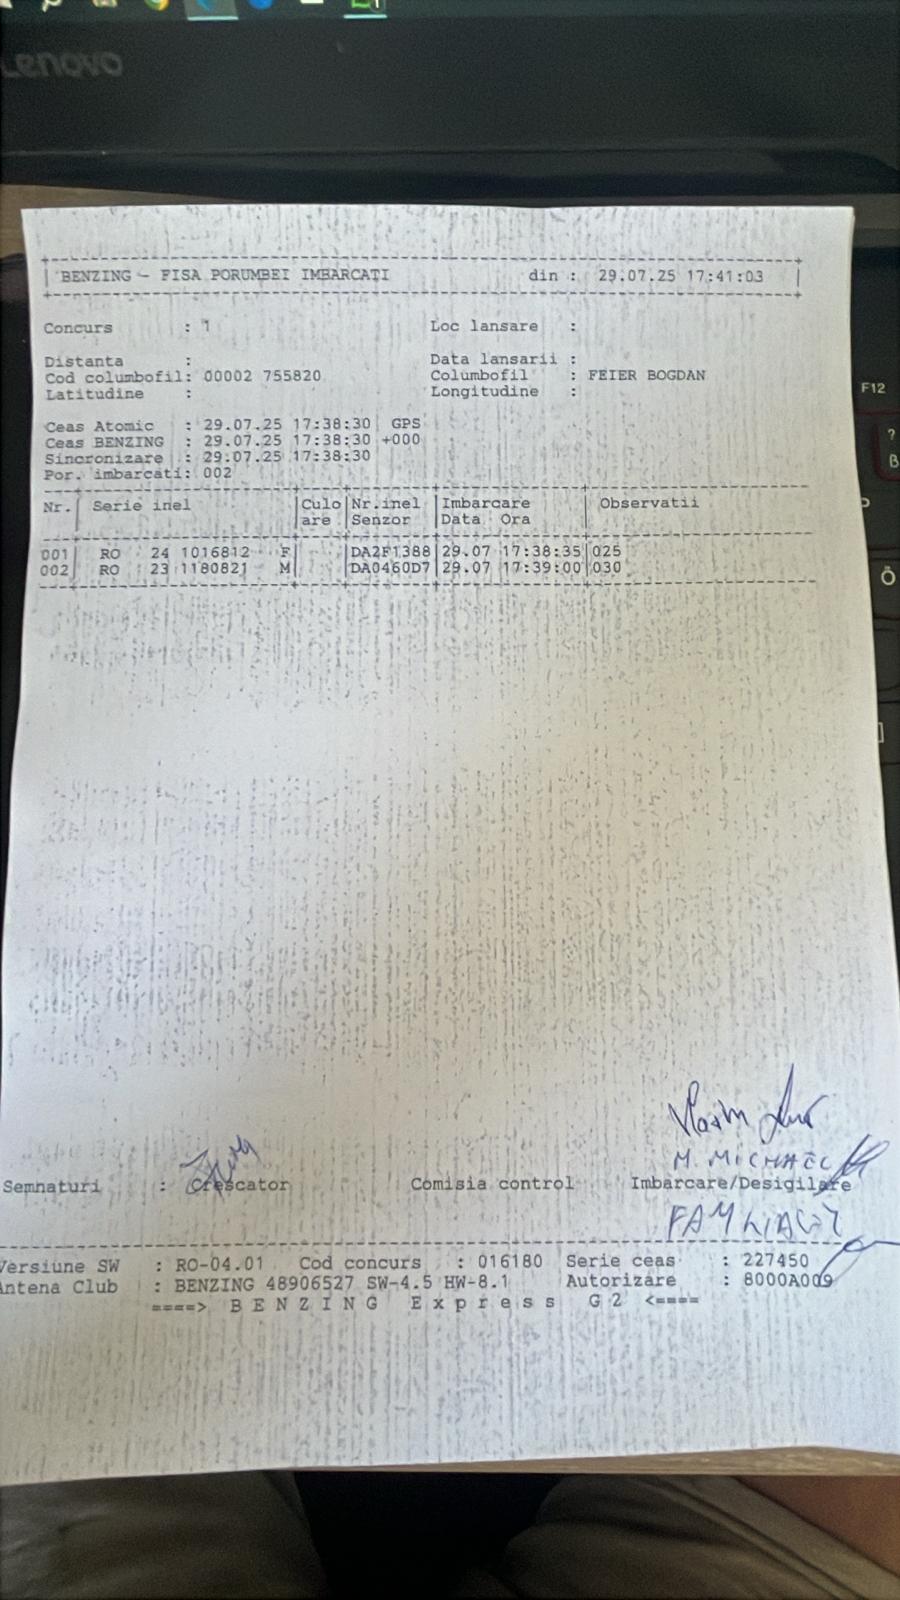 Lenovo
BENZING - FISA PORUMBEI IMBARCATI din : 29.07.25 17:41:03
Concurs : 1 Loc lansare :
Distanta : Data lansarii :
Cod columbofil: 00002 755820 Columbofil : FEIER BOGDAN
Latitudine : Longitudine :
F12
Ceas Atomic : 29.07.25 17:38:30 GPS
Ceas BENZING : 29.07.25 17:38:30 +000
Sincronizare : 29.07.25 17:38:30
Por. imbarcati: 002
? ß
Nr. Serie inel Culo Nr.inel Imbarcare Observatii
are Senzor Data Ora
001 RO 24 1016812 F DA2F1388 29.07 17:38:35 025
002 RO 23 1180821 M DA0460D7 29.07 17:39:00 030
Ö
M. MICHAEL
Semnaturi : Crescator Comisia control Imbarcare/Desigilare
Versiune SW : RO-04.01 Cod concurs : 016180 Serie ceas : 227450
Antena Club : BENZING 48906527 SW-4.5 HW-8.1 Autorizare : 8000A009
====> B E N Z I N G E x p r e s s G 2 <====